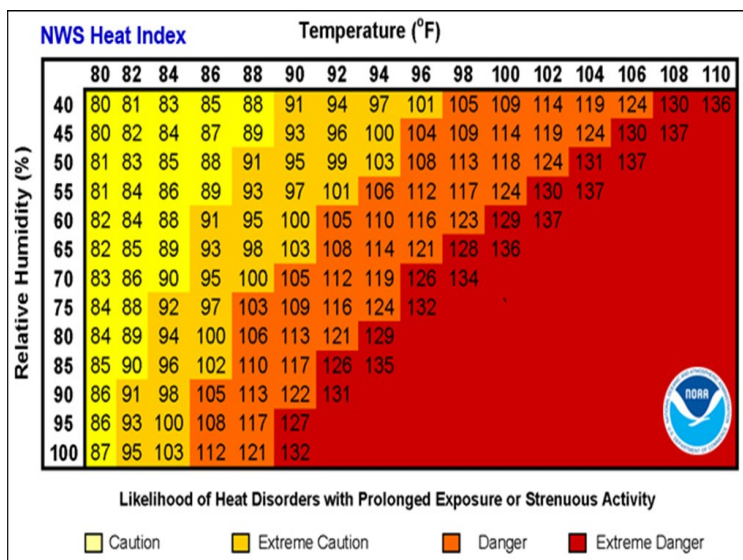 NWS Heat Index
Temperature (°F)
80 82 84 86 88 90 92 94 96 98 100 102 104 106 108 110
Relative Humidity (%)
40 80 81 83 85 88 91 94 97 101 105 109 114 119 124 130 136
45 80 82 84 87 89 93 96 100 104 109 114 119 124 130 137
50 81 83 85 88 91 95 99 103 108 113 118 124 131 137
55 81 84 86 89 93 97 101 106 112 117 124 130 137
60 82 84 88 91 95 100 105 110 116 123 129 137
65 82 85 89 93 98 103 108 114 121 128 136
70 83 86 90 95 100 105 112 119 126 134
75 84 88 92 97 103 109 116 124 132
80 84 89 94 100 106 113 121 129
85 85 90 96 102 110 117 126 135
90 86 91 98 105 113 122 131
95 86 93 100 108 117 127
100 87 95 103 112 121 132
NOAA
Likelihood of Heat Disorders with Prolonged Exposure or Strenuous Activity
Caution Extreme Caution Danger Extreme Danger